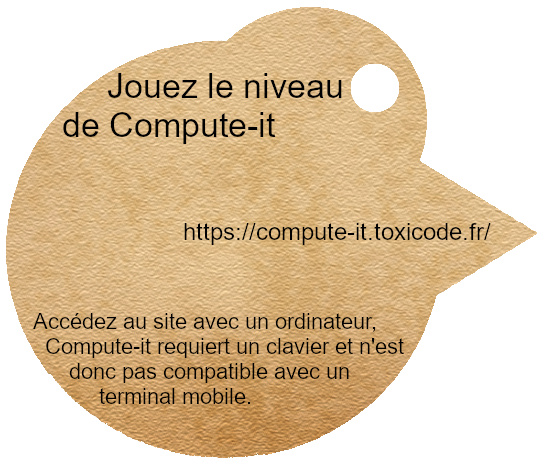 Jouez le niveau
de Compute-it
https://compute-it.toxicode.fr/
Accédez au site avec un ordinateur,
Compute-it requiert un clavier et n'est
donc pas compatible avec un
terminal mobile.